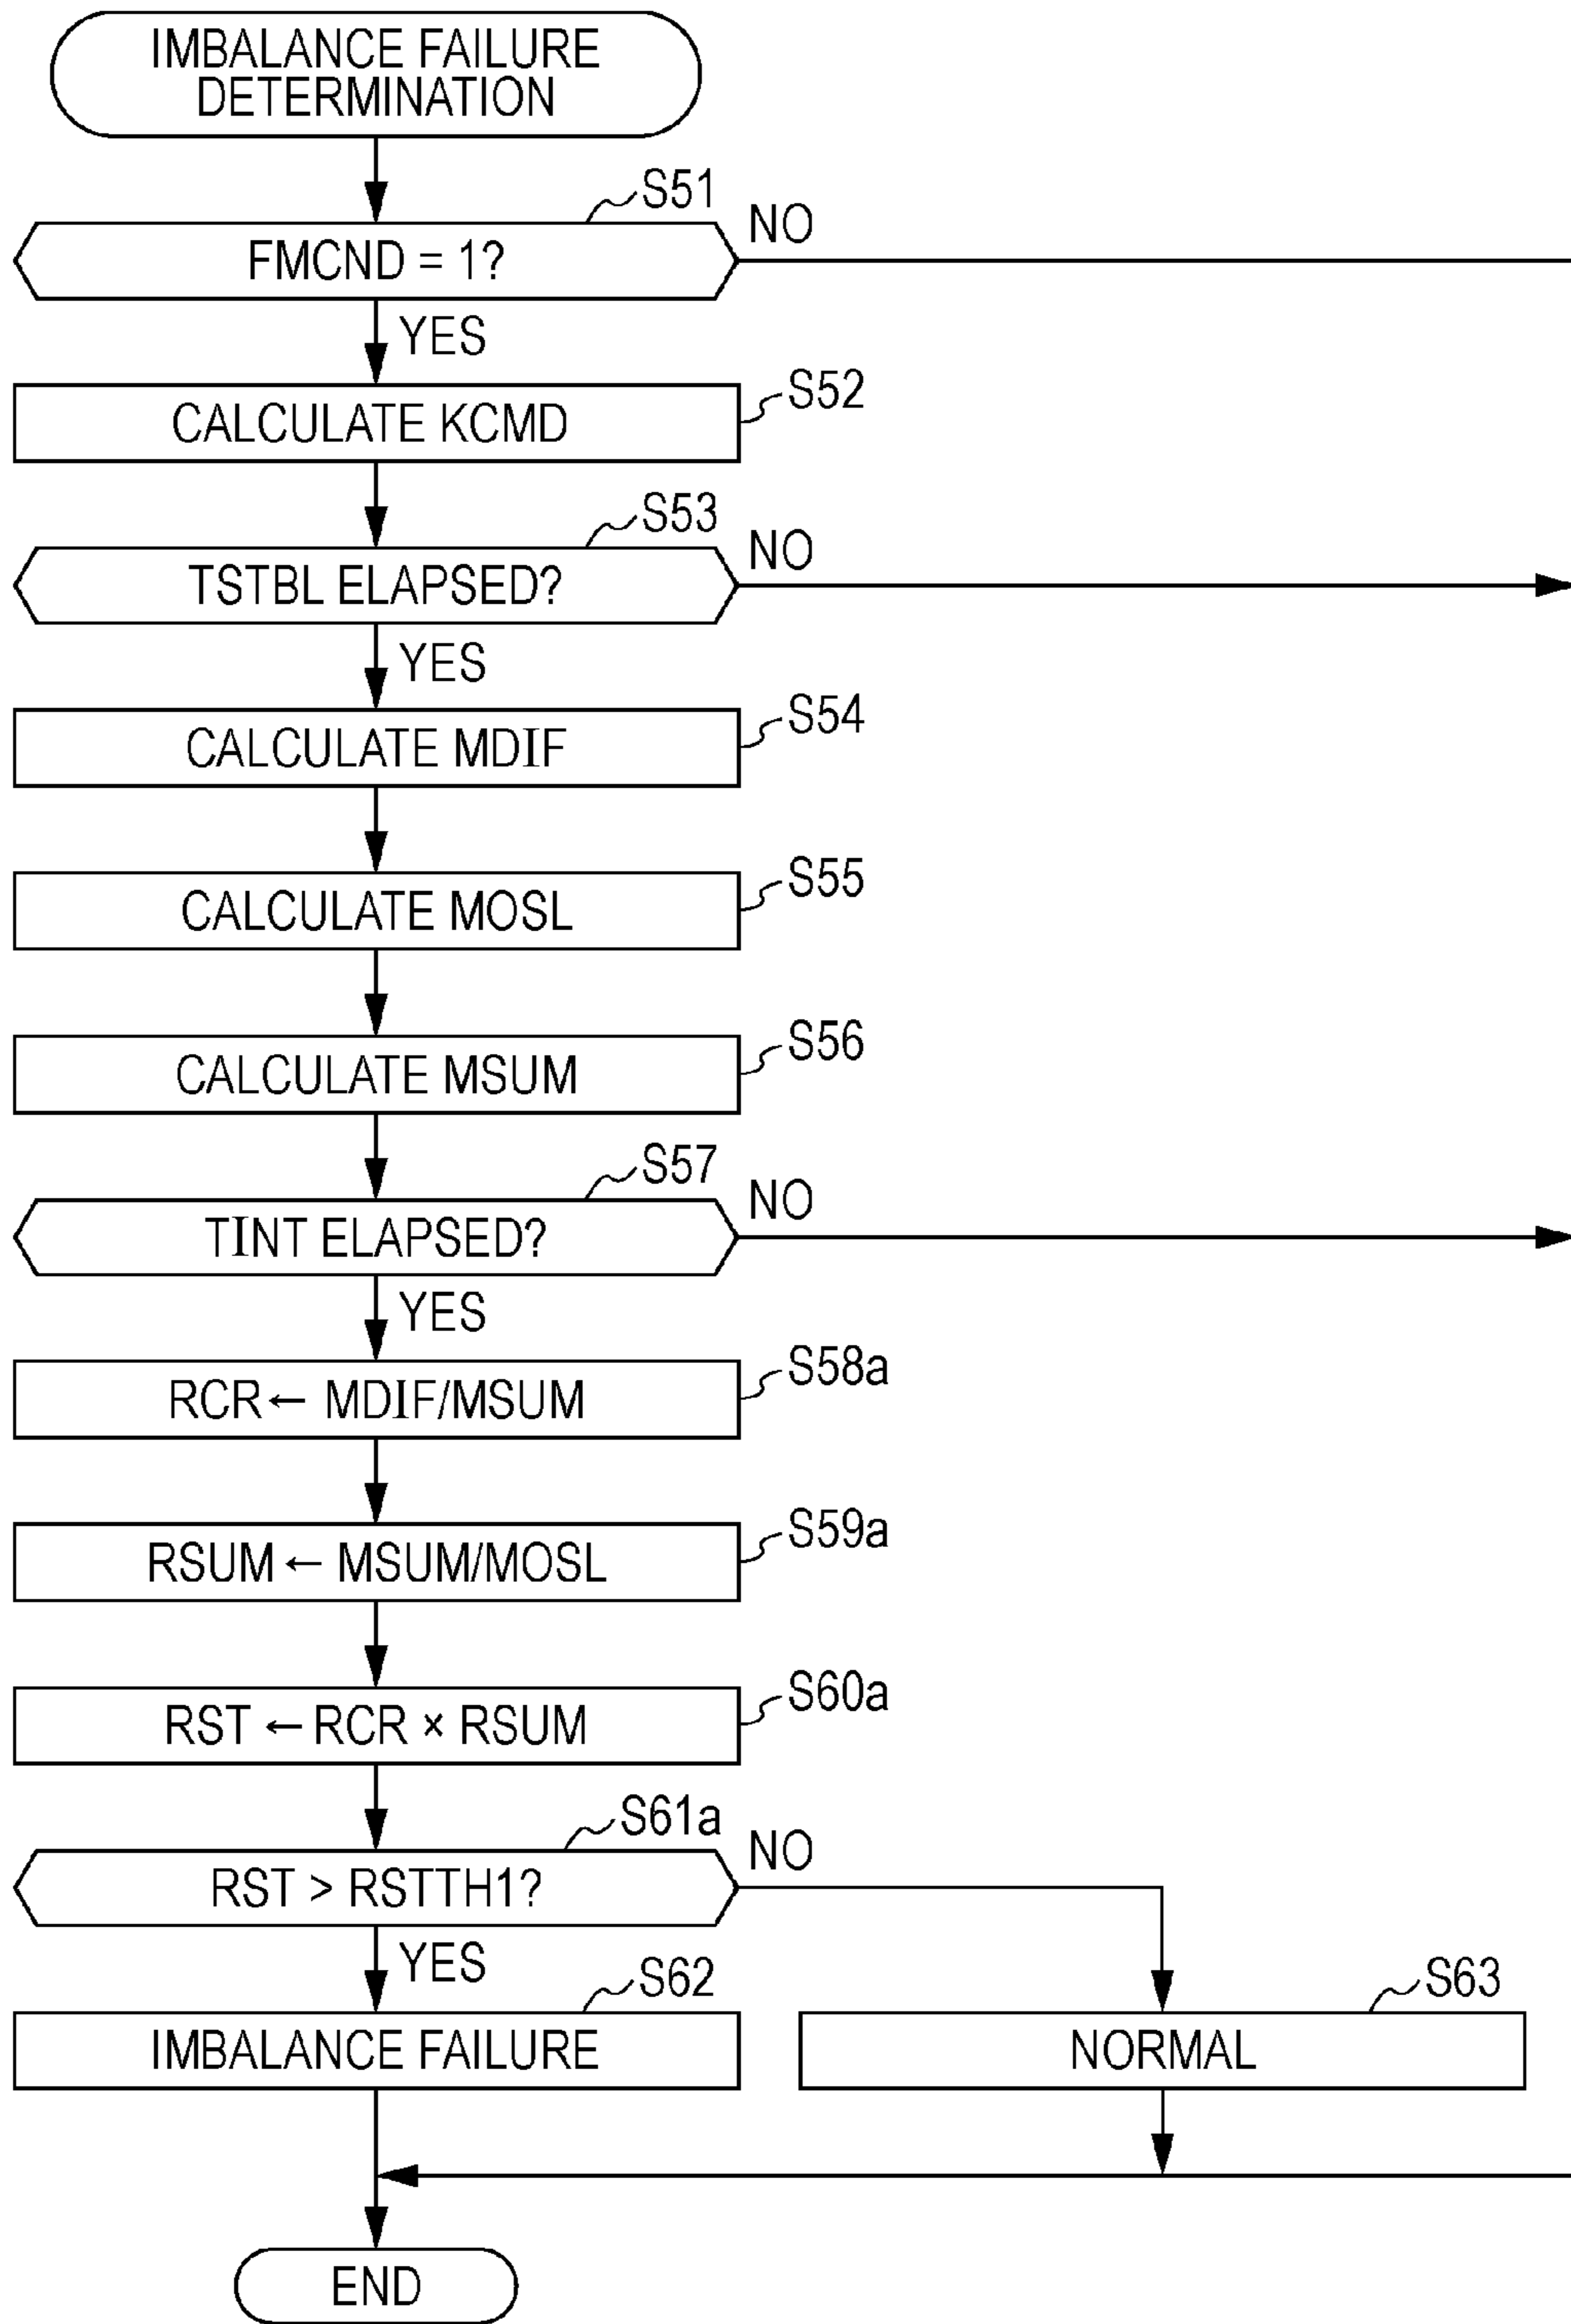 IMBALANCE FAILURE
DETERMINATION
S51
FMCND = 1?
NO
YES
S52
CALCULATE KCMD
S53
TSTBL ELAPSED?
NO
YES
S54
CALCULATE MDIF
S55
CALCULATE MOSL
S56
CALCULATE MSUM
S57
TINT ELAPSED?
NO
YES
S58a
RCR ← MDIF/MSUM
S59a
RSUM ← MSUM/MOSL
S60a
RST ← RCR × RSUM
S61a
RST > RSTTH1?
NO
YES
S62
IMBALANCE FAILURE
S63
NORMAL
END